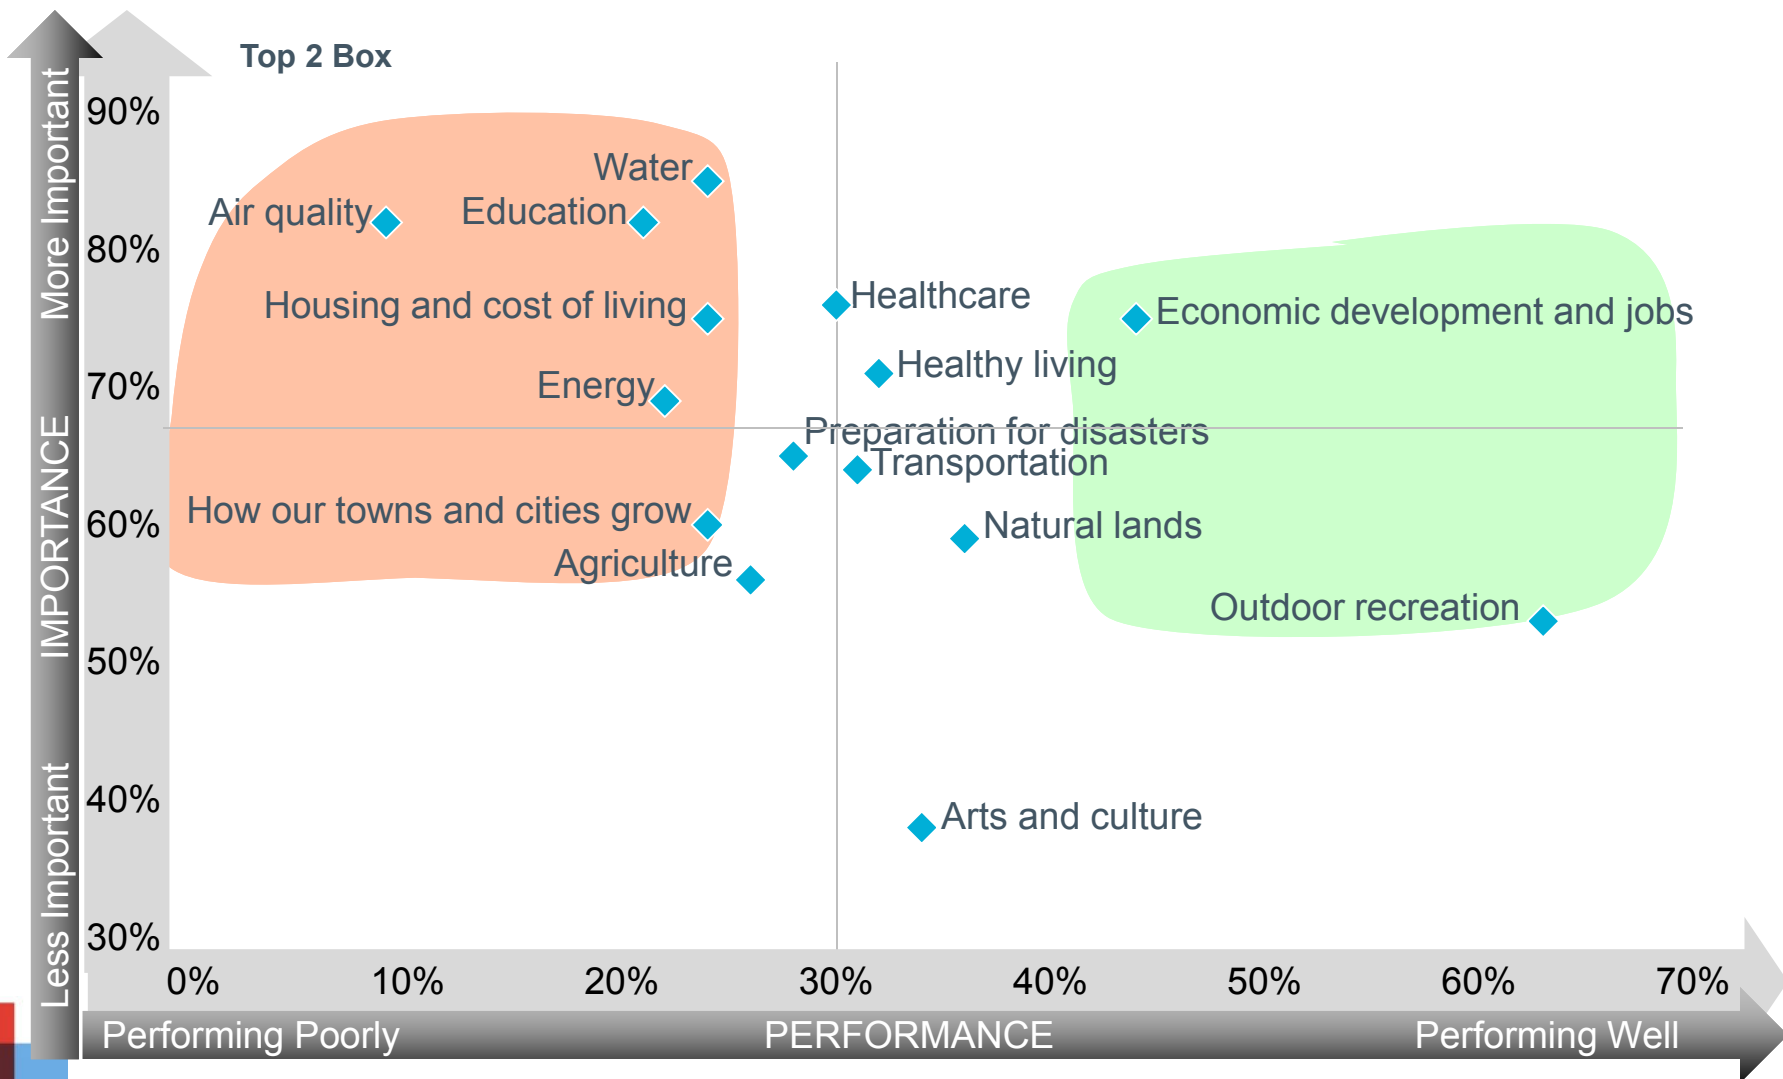 Top 2 Box
More Important
IMPORTANCE
Less Important
90%
80%
70%
60%
50%
40%
30%
Water
Air quality
Education
Housing and cost of living
Healthcare
Economic development and jobs
Healthy living
Energy
Preparation for disasters
Transportation
How our towns and cities grow
Natural lands
Agriculture
Outdoor recreation
Arts and culture
0% 10% 20% 30% 40% 50% 60% 70%
Performing Poorly PERFORMANCE Performing Well